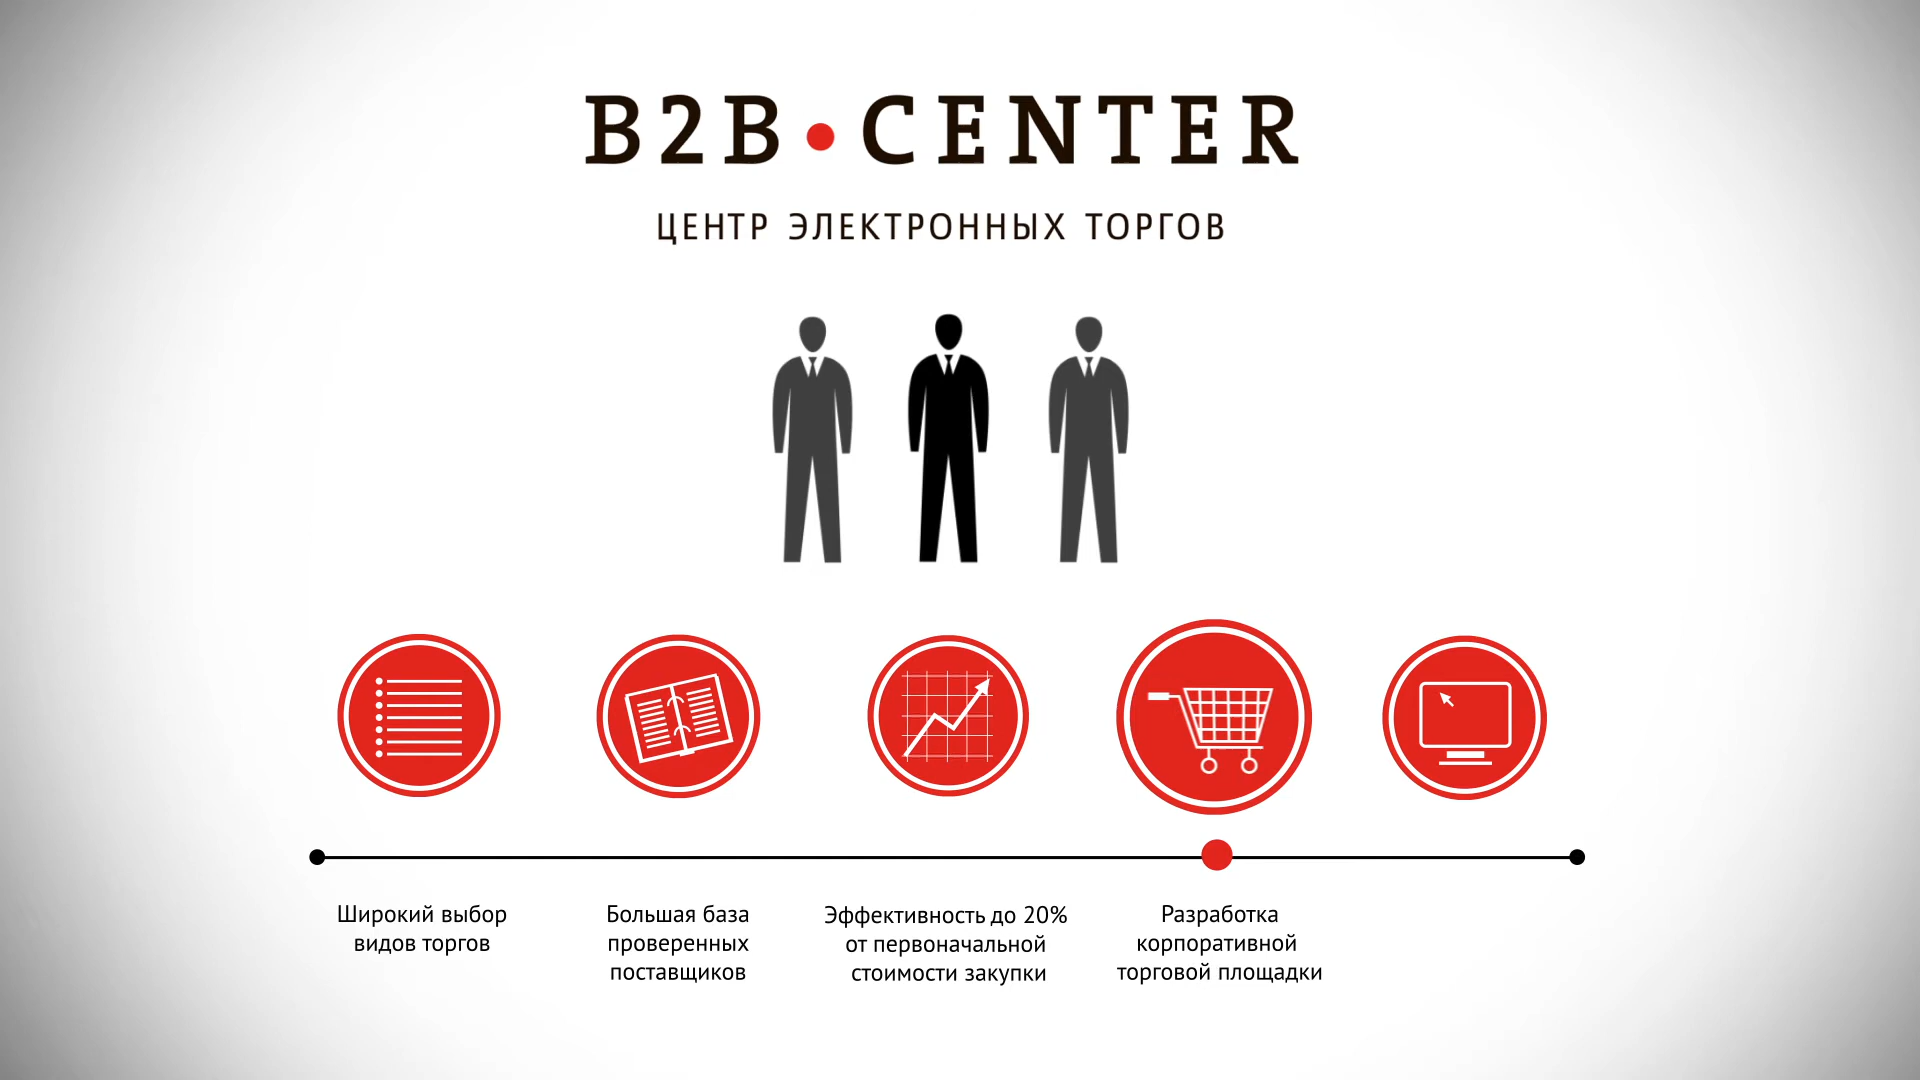 B2B•CENTER
ЦЕНТР ЭЛЕКТРОННЫХ ТОРГОВ
Широкий выбор
видов торгов
Большая база
проверенных
поставщиков
Эффективность до 20%
от первоначальной
стоимости закупки
Разработка
корпоративной
торговой площадки